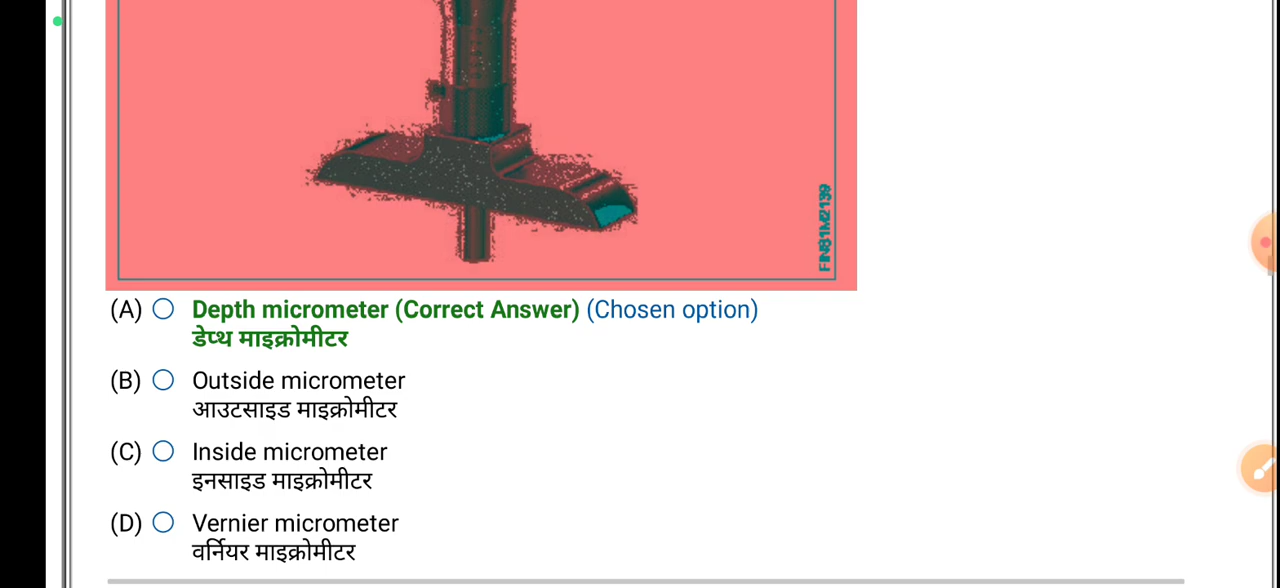 FIN81M2139
(A) Depth micrometer (Correct Answer) (Chosen option)
डेप्थ माइक्रोमीटर
(B) Outside micrometer
आउटसाइड माइक्रोमीटर
(C) Inside micrometer
इनसाइड माइक्रोमीटर
(D) Vernier micrometer
वर्नियर माइक्रोमीटर